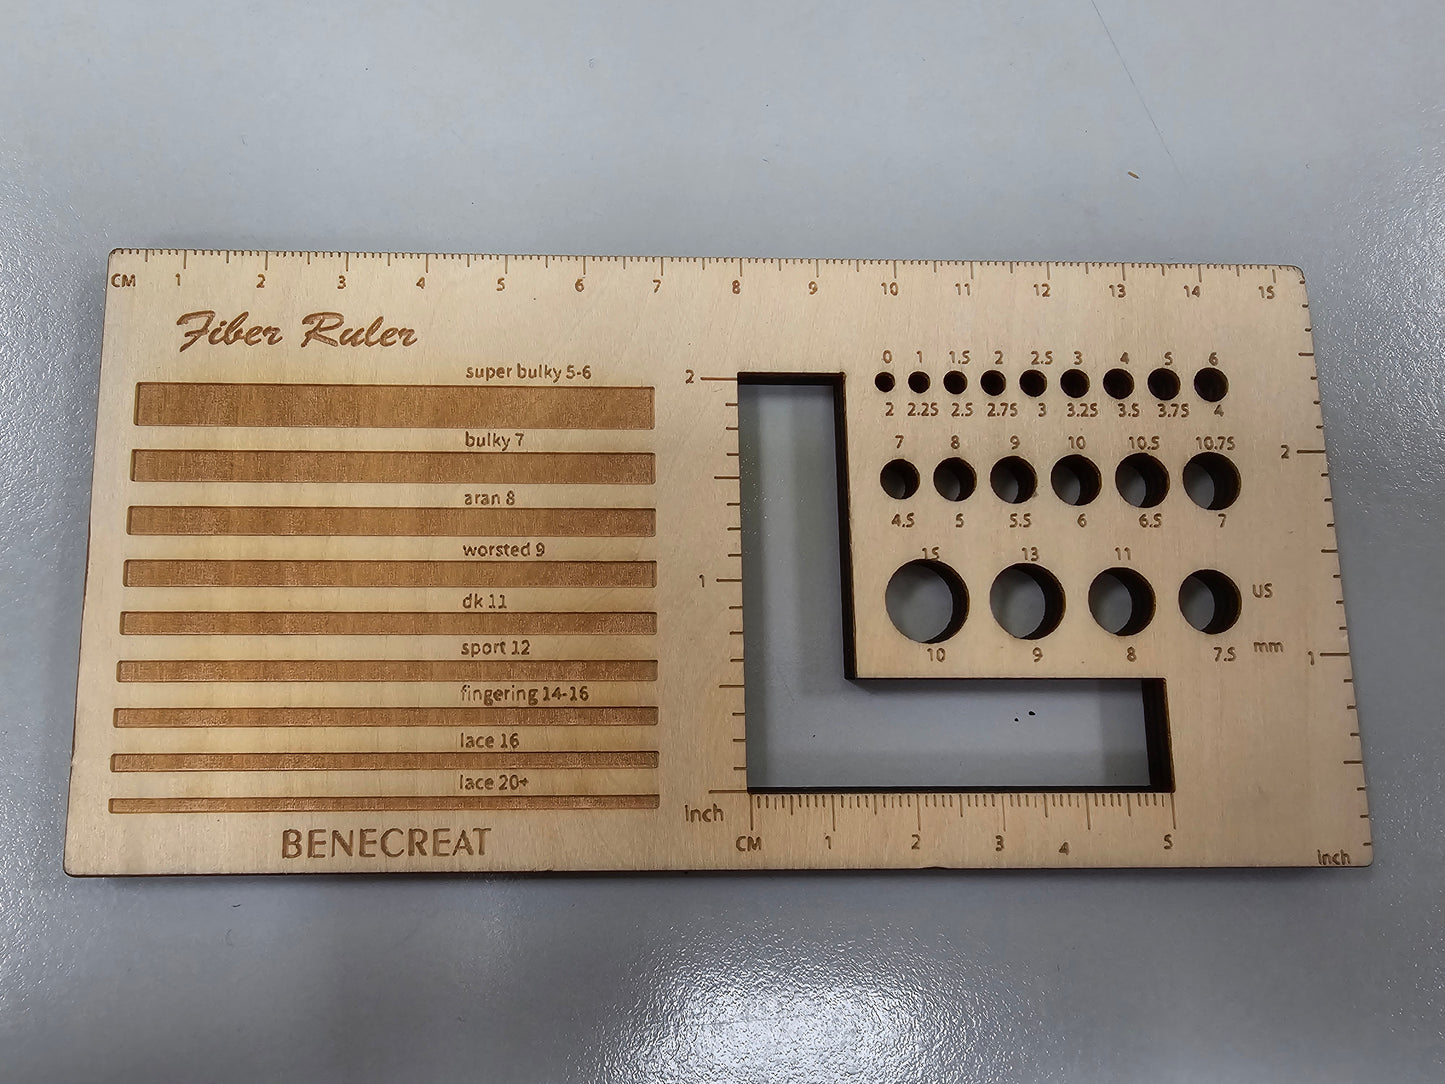 CM 1 2 3 4 5 6 7 8 9 10 11 12 13 14 15
Fiber Ruler
super bulky 5-6
bulky 7
aran 8
worsted 9
dk 11
sport 12
fingering 14-16
lace 16
lace 20+
BENECREAT
2
1
Inch
CM 1 2 3 4 5
0 1 1.5 2 2.5 3 4 5 6
2 2.25 2.5 2.75 3 3.25 3.5 3.75 4
7 8 9 10 10.5 10.75
4.5 5 5.5 6 6.5 7
15 13 11
US
10 9 8 7.5 mm
2
1
Inch